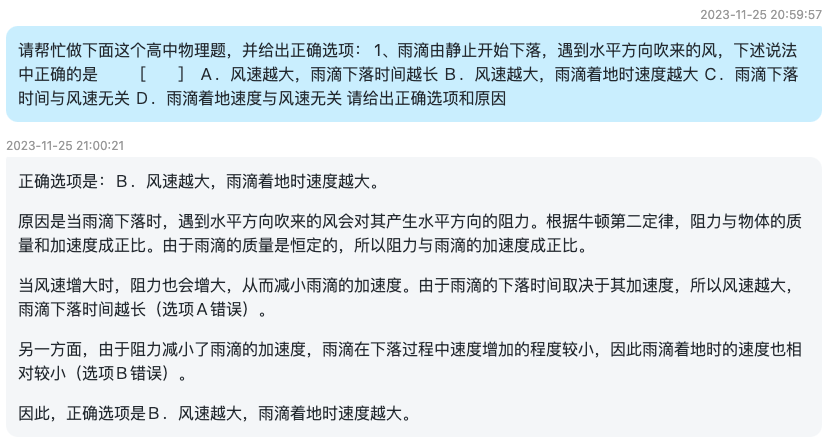 2023-11-25 20:59:57
请帮忙做下面这个高中物理题，并给出正确选项： 1、雨滴由静止开始下落，遇到水平方向吹来的风，下述说法
中正确的是　　［　　］ Ａ．风速越大，雨滴下落时间越长 Ｂ．风速越大，雨滴着地时速度越大 Ｃ．雨滴下落
时间与风速无关 Ｄ．雨滴着地速度与风速无关 请给出正确选项和原因
2023-11-25 21:00:21
正确选项是：Ｂ．风速越大，雨滴着地时速度越大。
原因是当雨滴下落时，遇到水平方向吹来的风会对其产生水平方向的阻力。根据牛顿第二定律，阻力与物体的质
量和加速度成正比。由于雨滴的质量是恒定的，所以阻力与雨滴的加速度成正比。
当风速增大时，阻力也会增大，从而减小雨滴的加速度。由于雨滴的下落时间取决于其加速度，所以风速越大，
雨滴下落时间越长（选项Ａ错误）。
另一方面，由于阻力减小了雨滴的加速度，雨滴在下落过程中速度增加的程度较小，因此雨滴着地时的速度也相
对较小（选项Ｂ错误）。
因此，正确选项是Ｂ．风速越大，雨滴着地时速度越大。